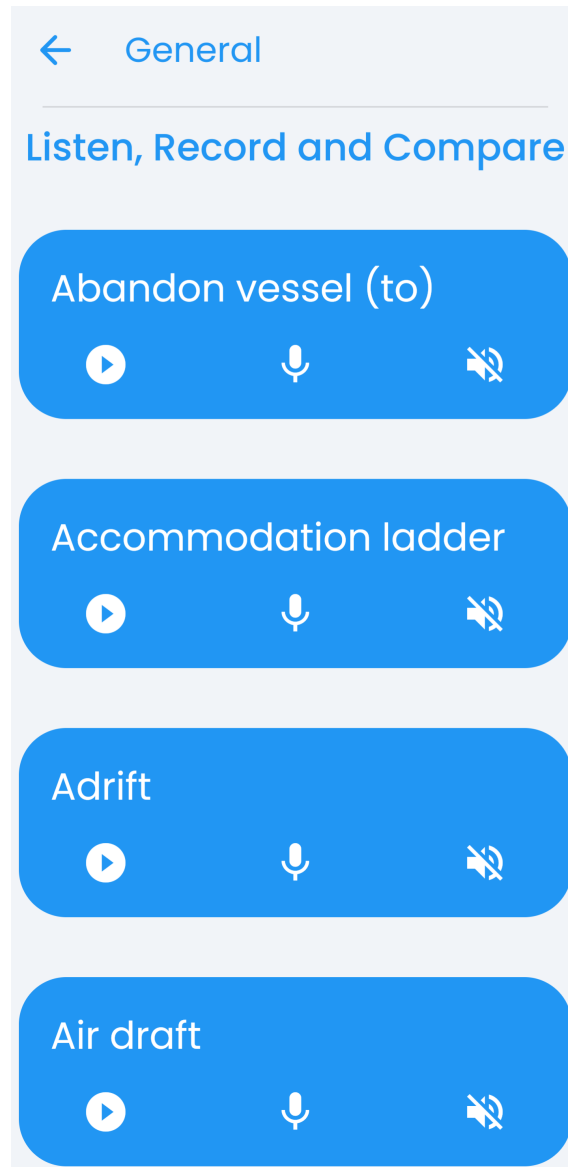 General
Listen, Record and Compare
Abandon vessel (to)
Accommodation ladder
Adrift
Air draft